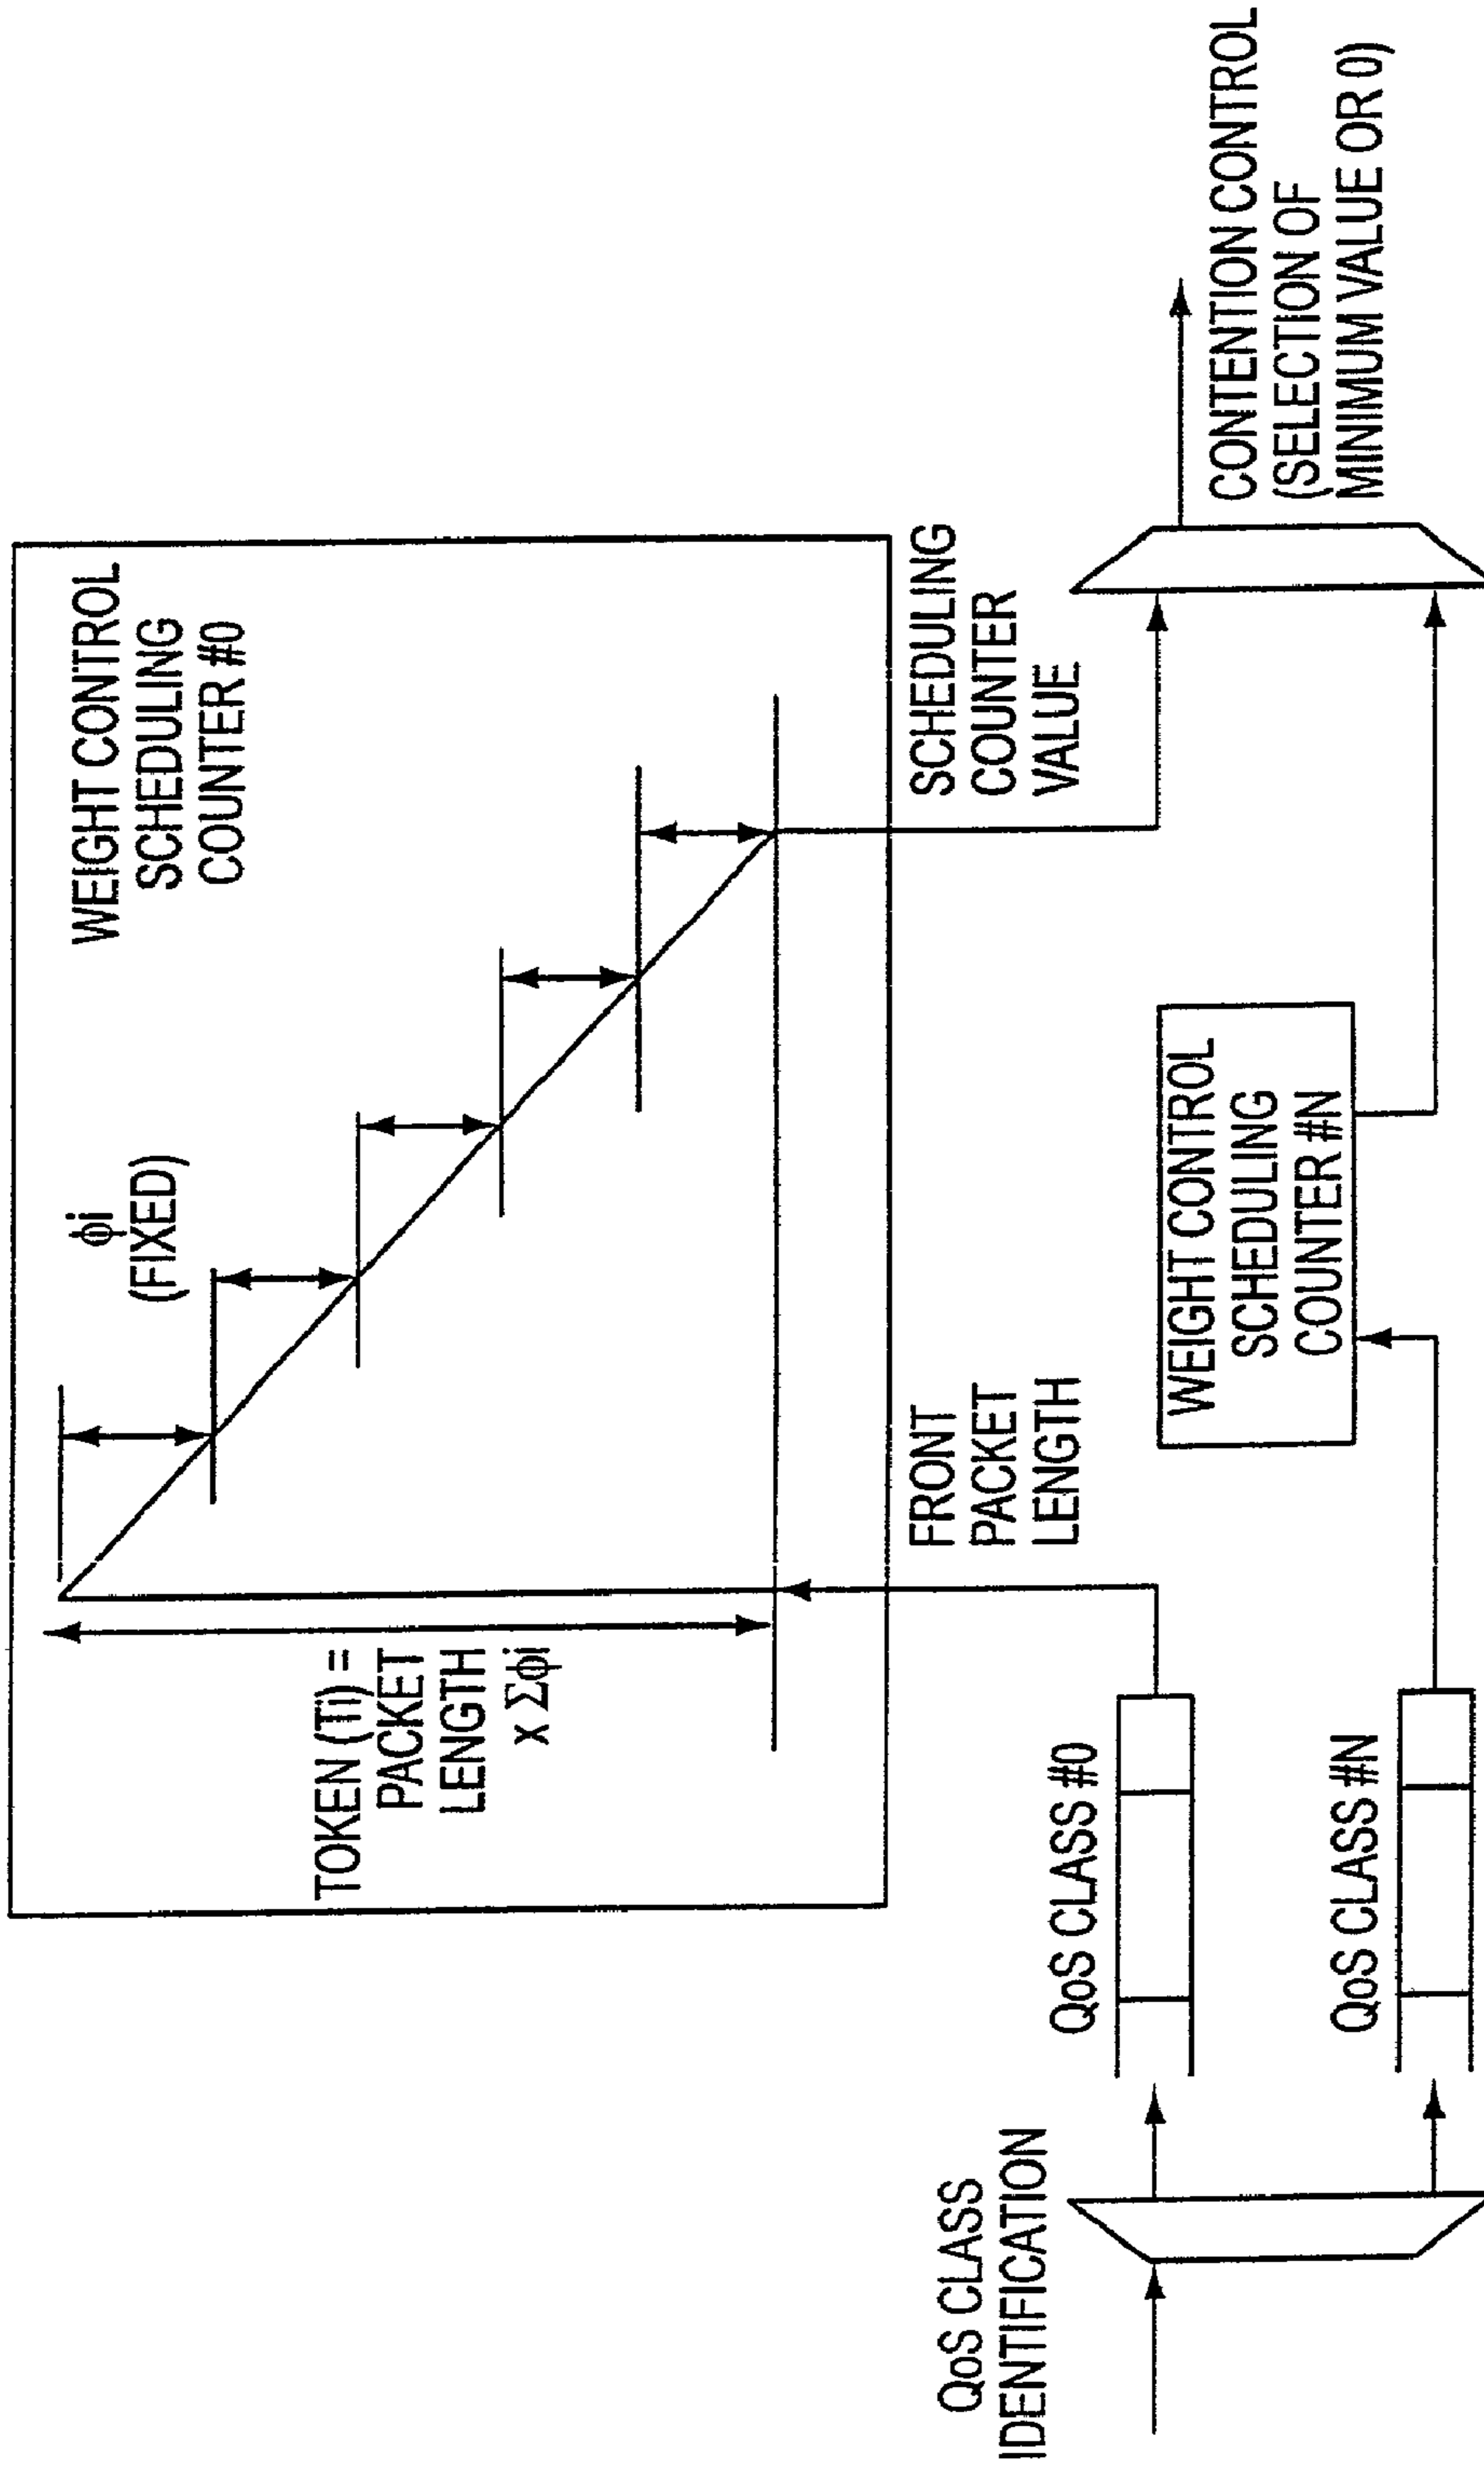 WEIGHT CONTROL
SCHEDULING
COUNTER #0
ϕi
(FIXED)
TOKEN (Ti) =
PACKET
LENGTH
x Σϕi
QoS CLASS
IDENTIFICATION
QoS CLASS #0
FRONT
PACKET
LENGTH
SCHEDULING
COUNTER
VALUE
QoS CLASS #N
WEIGHT CONTROL
SCHEDULING
COUNTER #N
CONTENTION CONTROL
(SELECTION OF
MINIMUM VALUE OR 0)